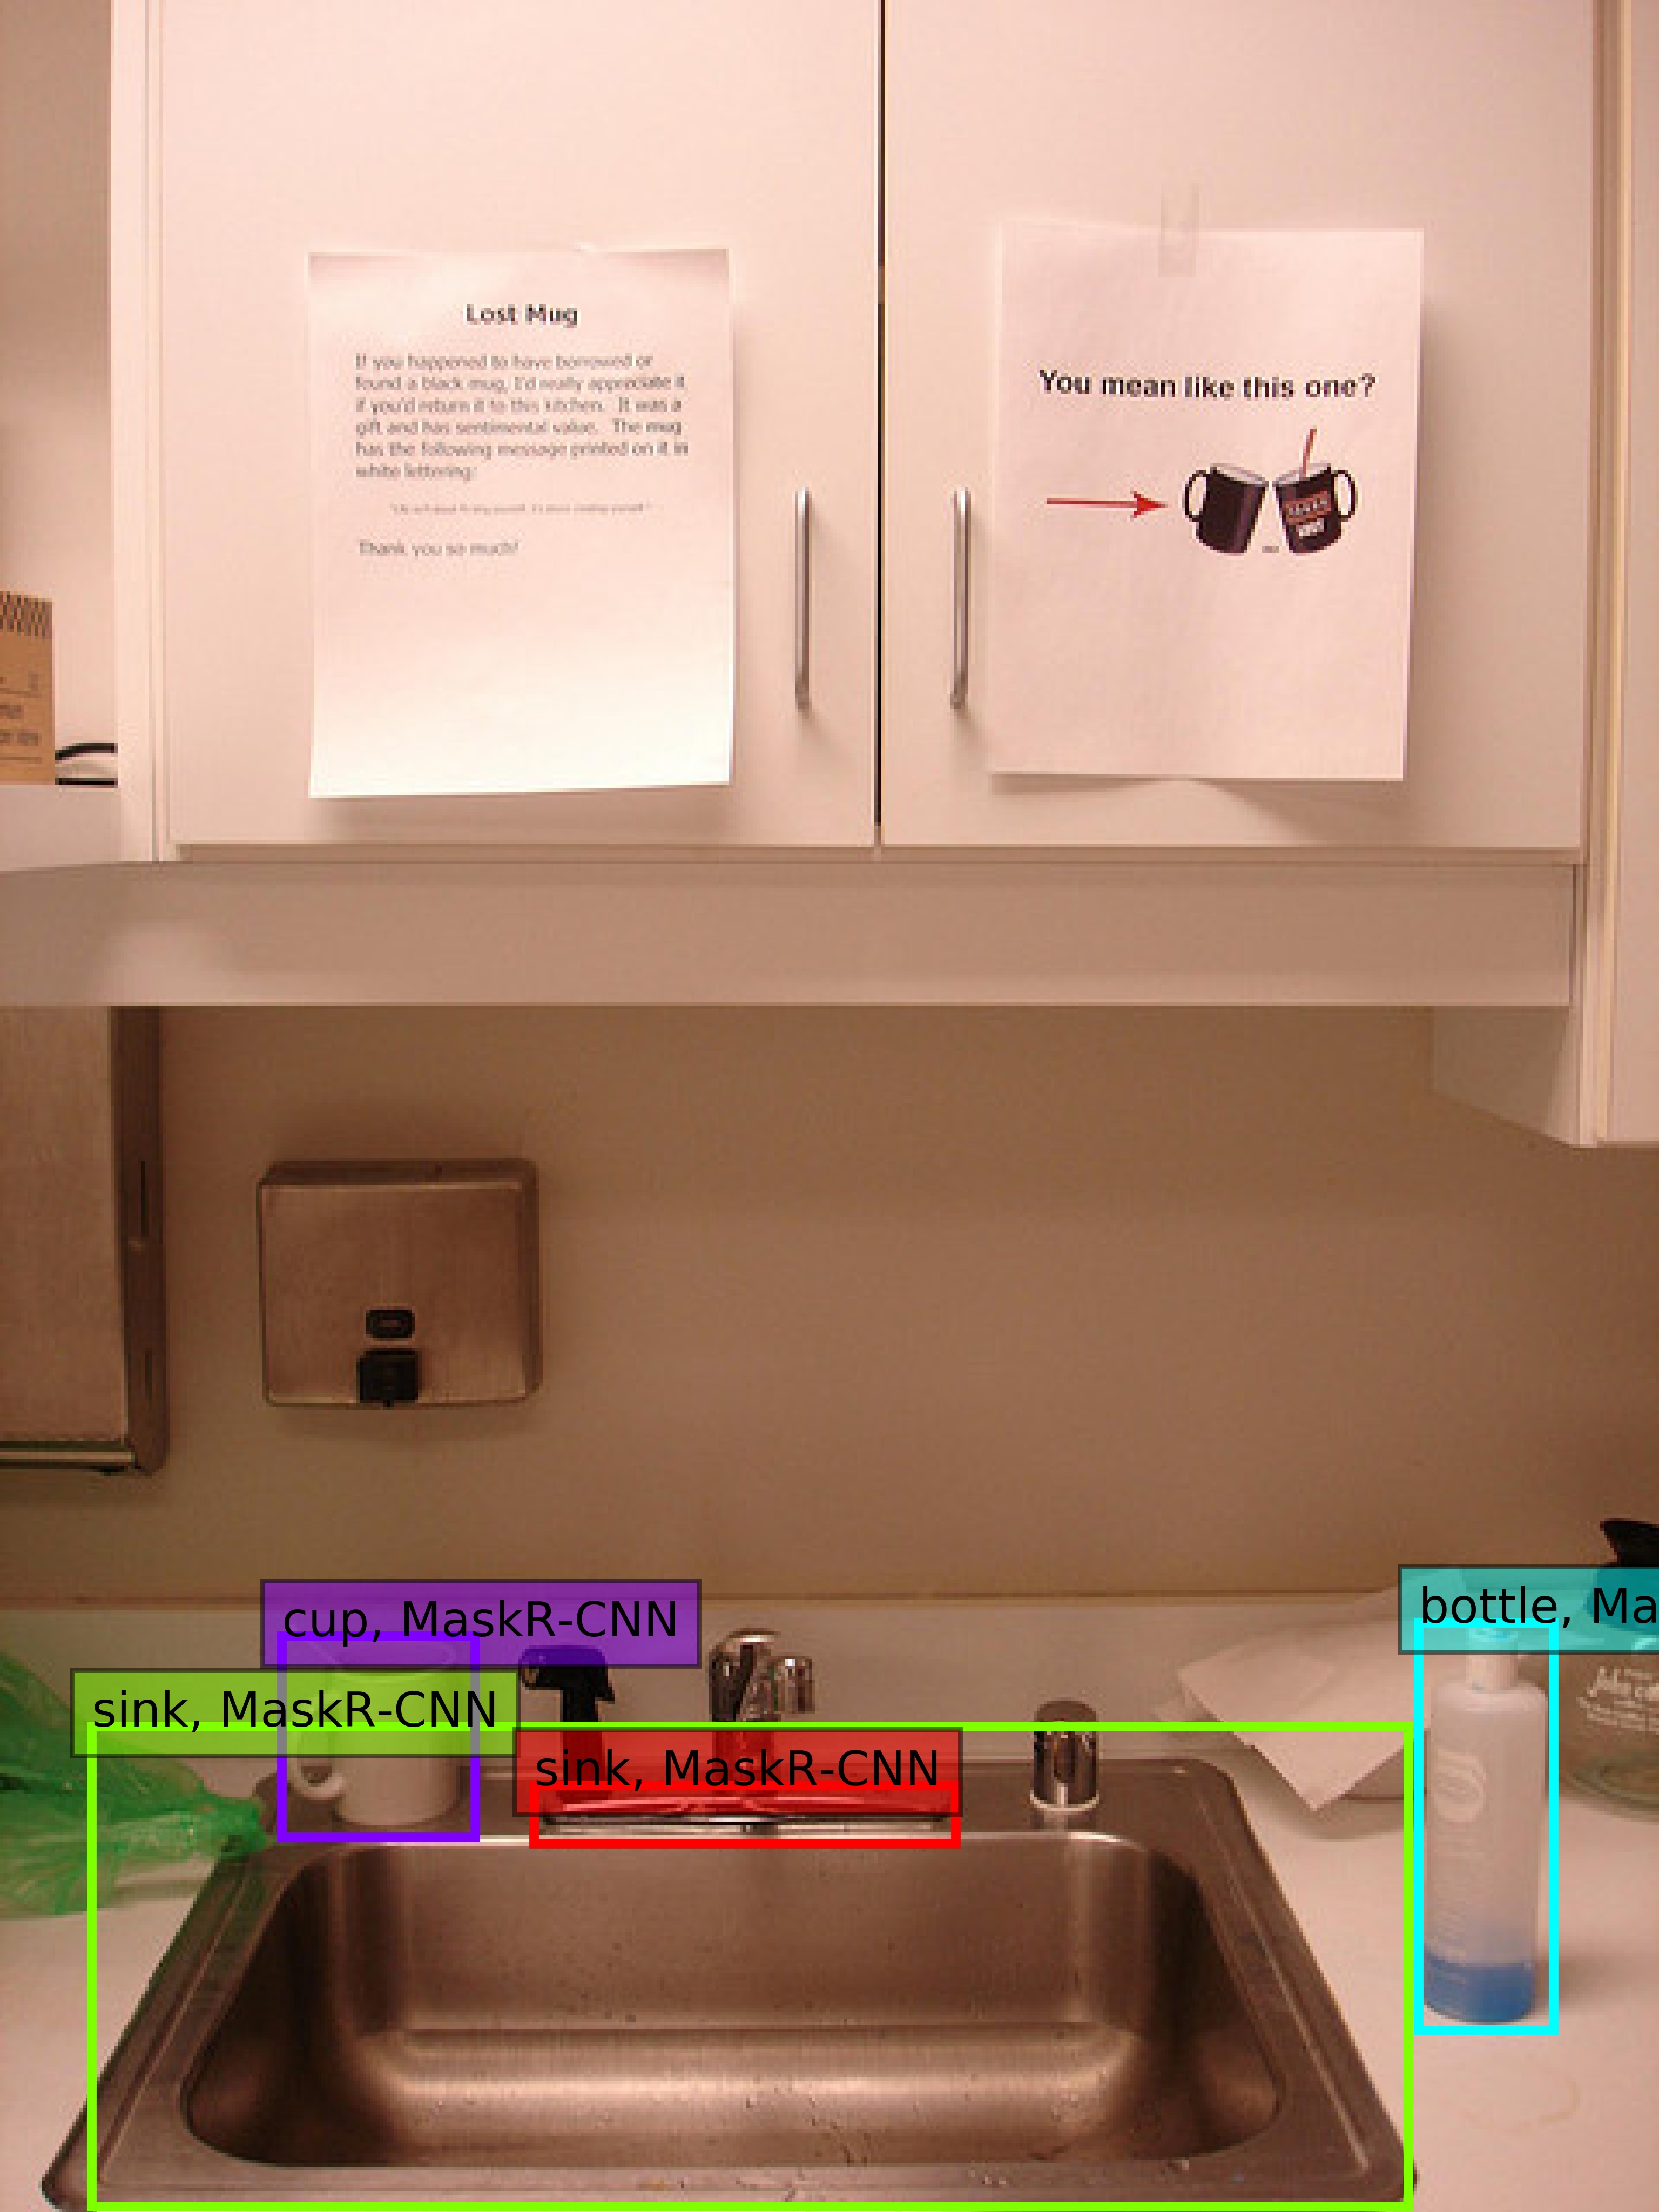 Lost Mug
If you happened to have borrowed or
found a black mug, I'd really appreciate it
if you'd return it to this kitchen. It was a
gift and has sentimental value. The mug
has the following message printed on it in
white lettering:
Thank you so much!
You mean like this one?
cup, MaskR-CNN
bottle, Ma
sink, MaskR-CNN
sink, MaskR-CNN